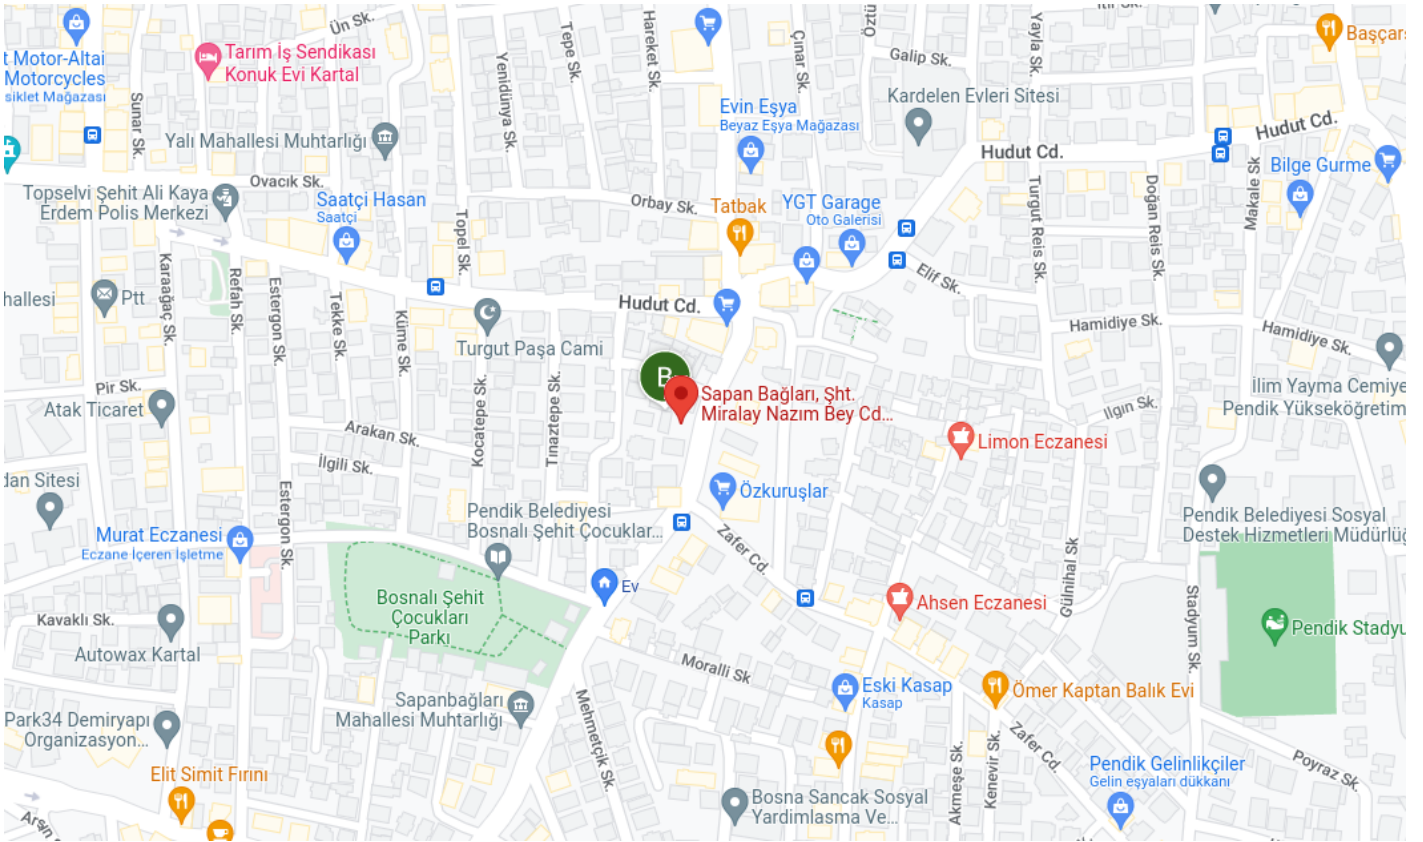 Ün Sk.
Tepe Sk.
Hareket Sk.
Çınar Sk.
Yayla Sk.
Galip Sk.
Başçar
t Motor-Altai
Motorcycles
siklet Mağazası
Tarım İş Sendikası
Konuk Evi Kartal
Yenidünya Sk.
Sunar Sk.
Evin Eşya
Beyaz Eşya Mağazası
Kardelen Evleri Sitesi
Hudut Cd.
Hudut Cd.
Yalı Mahallesi Muhtarlığı
Ovacık Sk.
Topselvi Şehit Ali Kaya
Erdem Polis Merkezi
Saatçi Hasan
Saatçi
Topel Sk.
Orbay Sk.
Tatbak
YGT Garage
Oto Galerisi
Turgut Reis Sk.
Doğan Reis Sk.
Makale Sk
Bilge Gurme
Karaağaç Sk.
Refah Sk.
Estergon Sk.
Tekke Sk.
Küme Sk.
hallesi
Ptt
Hudut Cd.
Elif Sk.
Hamidiye Sk.
Hamidiye Sk.
Turgut Paşa Cami
Pir Sk.
Atak Ticaret
Kocatepe Sk.
Tınaztepe Sk.
B
Sapan Bağları, Şht.
Miralay Nazım Bey Cd...
İlim Yayma Cemiye
Pendik Yükseköğretim
Ilgın Sk.
Arakan Sk.
İlgili Sk.
Limon Eczanesi
dan Sitesi
Estergon Sk.
Özkuruşlar
Pendik Belediyesi
Bosnalı Şehit Çocuklar...
Pendik Belediyesi Sosyal
Destek Hizmetleri Müdürlüğ
Murat Eczanesi
Eczane İçeren İşletme
Zafer Cd.
Ev
Bosnalı Şehit
Çocukları
Parkı
Ahsen Eczanesi
Gülnihal Sk
Stadyum Sk.
Pendik Stadyu
Kavaklı Sk.
Autowax Kartal
Moralli Sk
Eski Kasap
Kasap
Ömer Kaptan Balık Evi
Sapanbağları
Mahallesi Muhtarlığı
Mehmetçik Sk.
Park34 Demiryapı
Organizasyon...
Elit Simit Fırını
Akmeşe Sk.
Kenevir Sk.
Zafer Cd.
Poyraz Sk.
Pendik Gelinlikçiler
Gelin eşyaları dükkanı
Bosna Sancak Sosyal
Yardımlasma Ve...